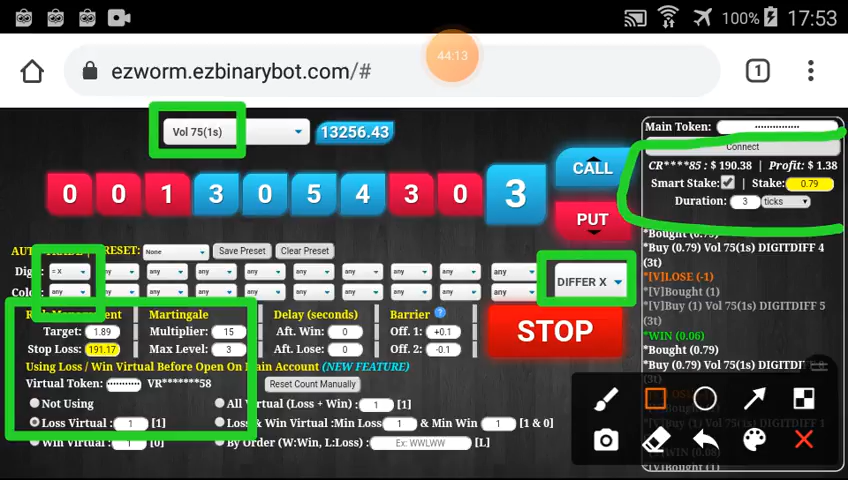 100% 17:53
ezworm.ezbinarybot.com/#
1
44:13
Vol 75(1s) 13256.43
0 0 1 3 0 5 4 3 0 3
CALL
PUT
PRESET: None Save Preset Clear Preset
= X any any any any any any any any any
any any any any any any any any any any
DIFFER X
Martingale Delay (seconds) Barrier ?
Target: 1.89 Multiplier: 15 Aft. Win: 0 Off. 1: +0.1
Stop Loss: 191.17 Max Level: 3 Aft. Lose: 0 Off. 2: -0.1
STOP
Using Loss / Win Virtual Before Open On Main Account (NEW FEATURE)
Virtual Token: ··········· VR*******58 Reset Count Manually
Not Using All Virtual (Loss + Win) : 1 [1]
Loss Virtual : 1 [1] Loss & Win Virtual :Min Loss 1 & Min Win 1 [1 & 0]
Win Virtual : 1 [0] By Order (W:Win, L:Loss) : Ex: WWLWW [L]
Main Token: ···············
Connect
CR****85 : $ 190.38 | Profit: $ 1.38
Smart Stake: | Stake: 0.79
Duration: 3 ticks
*Buy (0.79) Vol 75(1s) DIGITDIFF 4
(3t)
*[V]LOSE (-1)
*[V]Bought (1)
*[V]Buy (1) Vol 75(1s) DIGITDIFF 5
(3t)
*WIN (0.06)
*Bought (0.79)
*Buy (0.79) Vol 75(1s)